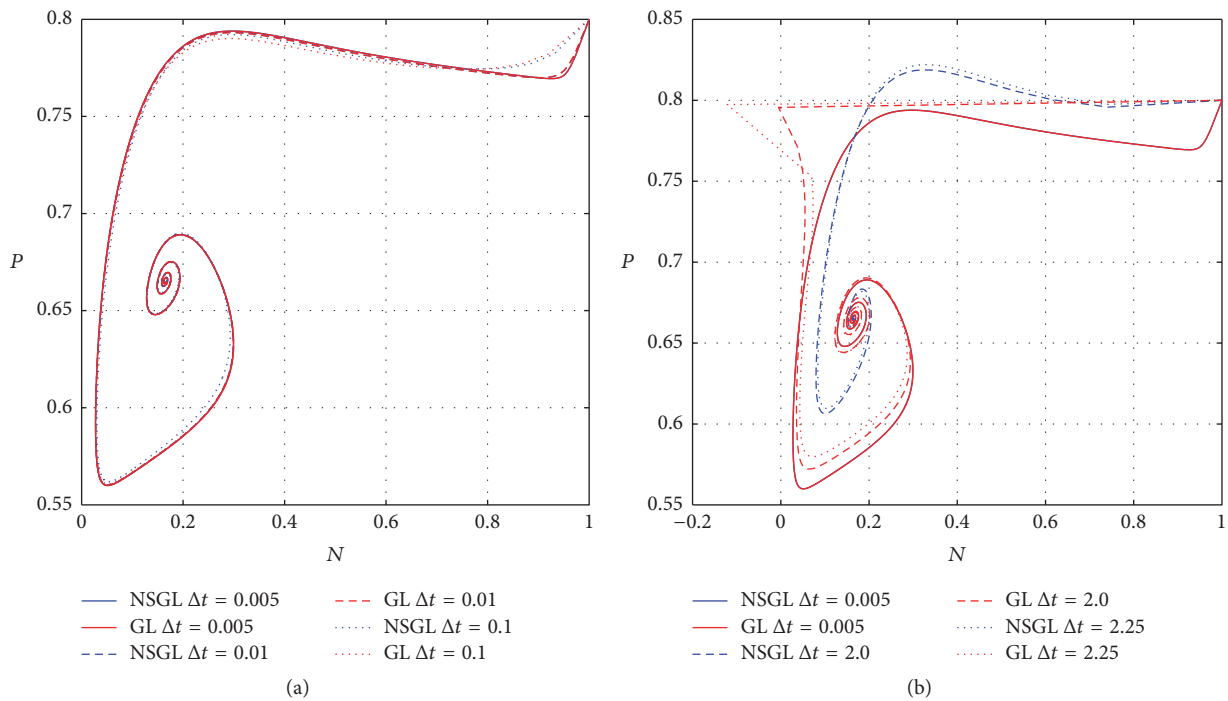 0.8
0.75
0.7
P
0.65
0.6
0.55
0 0.2 0.4 0.6 0.8 1
N
NSGL Δt = 0.005
GL Δt = 0.005
NSGL Δt = 0.01
GL Δt = 0.01
NSGL Δt = 0.1
GL Δt = 0.1
(a)
0.85
0.8
0.75
P
0.7
0.65
0.6
0.55
−0.2 0 0.2 0.4 0.6 0.8 1
N
NSGL Δt = 0.005
GL Δt = 0.005
NSGL Δt = 2.0
GL Δt = 2.0
NSGL Δt = 2.25
GL Δt = 2.25
(b)